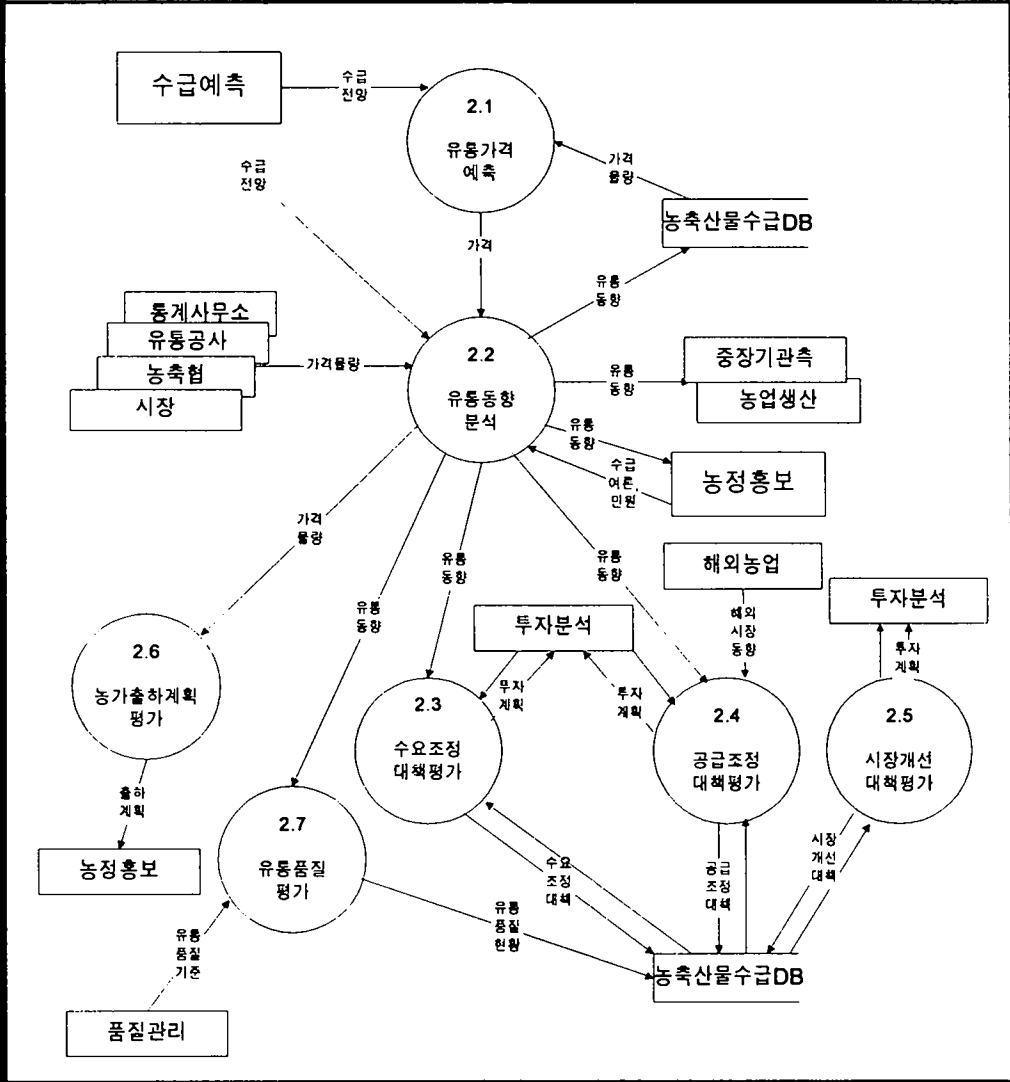 수급예측
수급
전망
2.1
유통가격
예측
가격
물량
농축산물수급DB
수급
전망
가격
유통
동향
통계사무소
유통공사
농축협
시장
가격물량
2.2
유통동향
분석
유통
동향
중장기관측
농업생산
유통
동향
수급
여론,
민원
농정홍보
가격
물량
유통
동향
유통
동향
유통
동향
해외농업
해외
시장
동향
투자분석
투자분석
투자
계획
2.6
농가출하계획
평가
출하
계획
농정홍보
2.3
수요조정
대책평가
무자
계획
투자
계획
2.4
공급조정
대책평가
2.5
시장개선
대책평가
2.7
유통품질
평가
수요
조정
대책
공급
조정
대책
시장
개선
대책
유통
품질
현황
유통
품질
기준
농축산물수급DB
품질관리